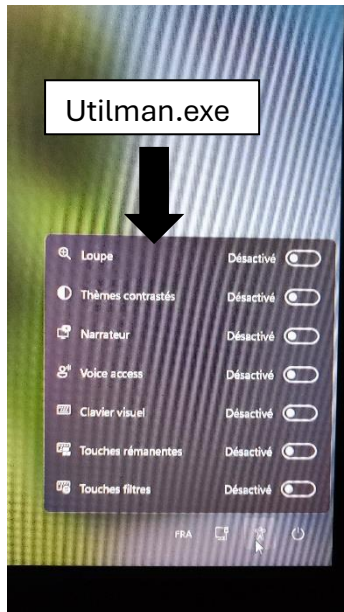 Utilman.exe
Loupe Désactivé
Thèmes contrastés Désactivé
Narrateur Désactivé
Voice access Désactivé
Clavier visuel Désactivé
Touches rémanentes Désactivé
Touches filtres Désactivé
FRA